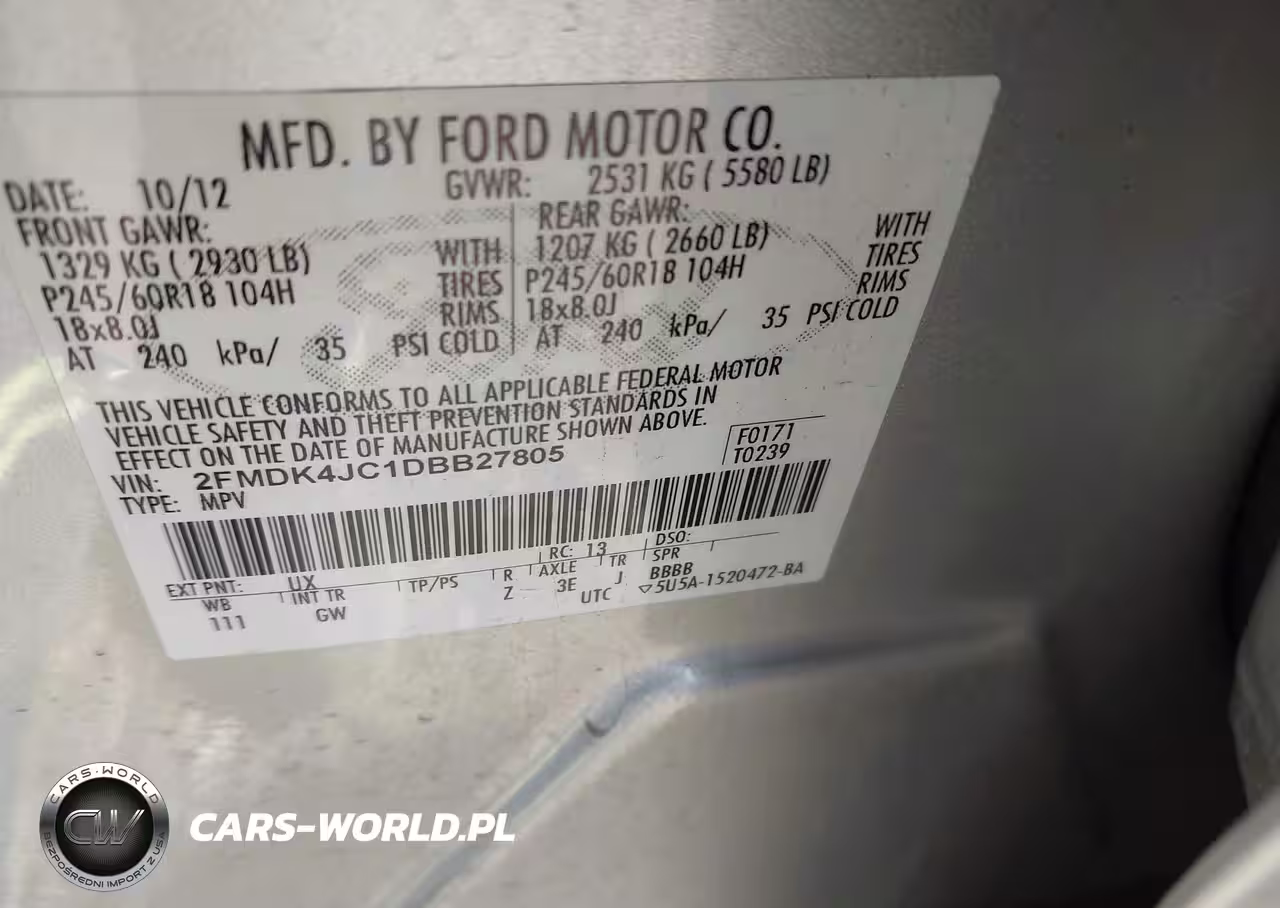 MFD. BY FORD MOTOR CO.
DATE: 10/12 GVWR: 2531 KG ( 5580 LB)
FRONT GAWR: REAR GAWR:
1329 KG ( 2930 LB) WITH 1207 KG ( 2660 LB) WITH
P245/60R18 104H TIRES P245/60R18 104H TIRES
18x8.0J RIMS 18x8.0J RIMS
AT 240 kPa/ 35 PSI COLD AT 240 kPa/ 35 PSI COLD
THIS VEHICLE CONFORMS TO ALL APPLICABLE FEDERAL MOTOR
VEHICLE SAFETY AND THEFT PREVENTION STANDARDS IN
EFFECT ON THE DATE OF MANUFACTURE SHOWN ABOVE.
VIN: 2FMDK4JC1DBB27805 F0171
TYPE: MPV T0239
EXT PNT: UX RC: 13 DSO:
WB INT TR TP/PS R AXLE TR SPR
111 GW Z 3E J BBBB
UTC ▽5U5A-1520472-BA
CARS-WORLD
CW
BEZPOŚREDNI IMPORT Z USA
CARS-WORLD.PL